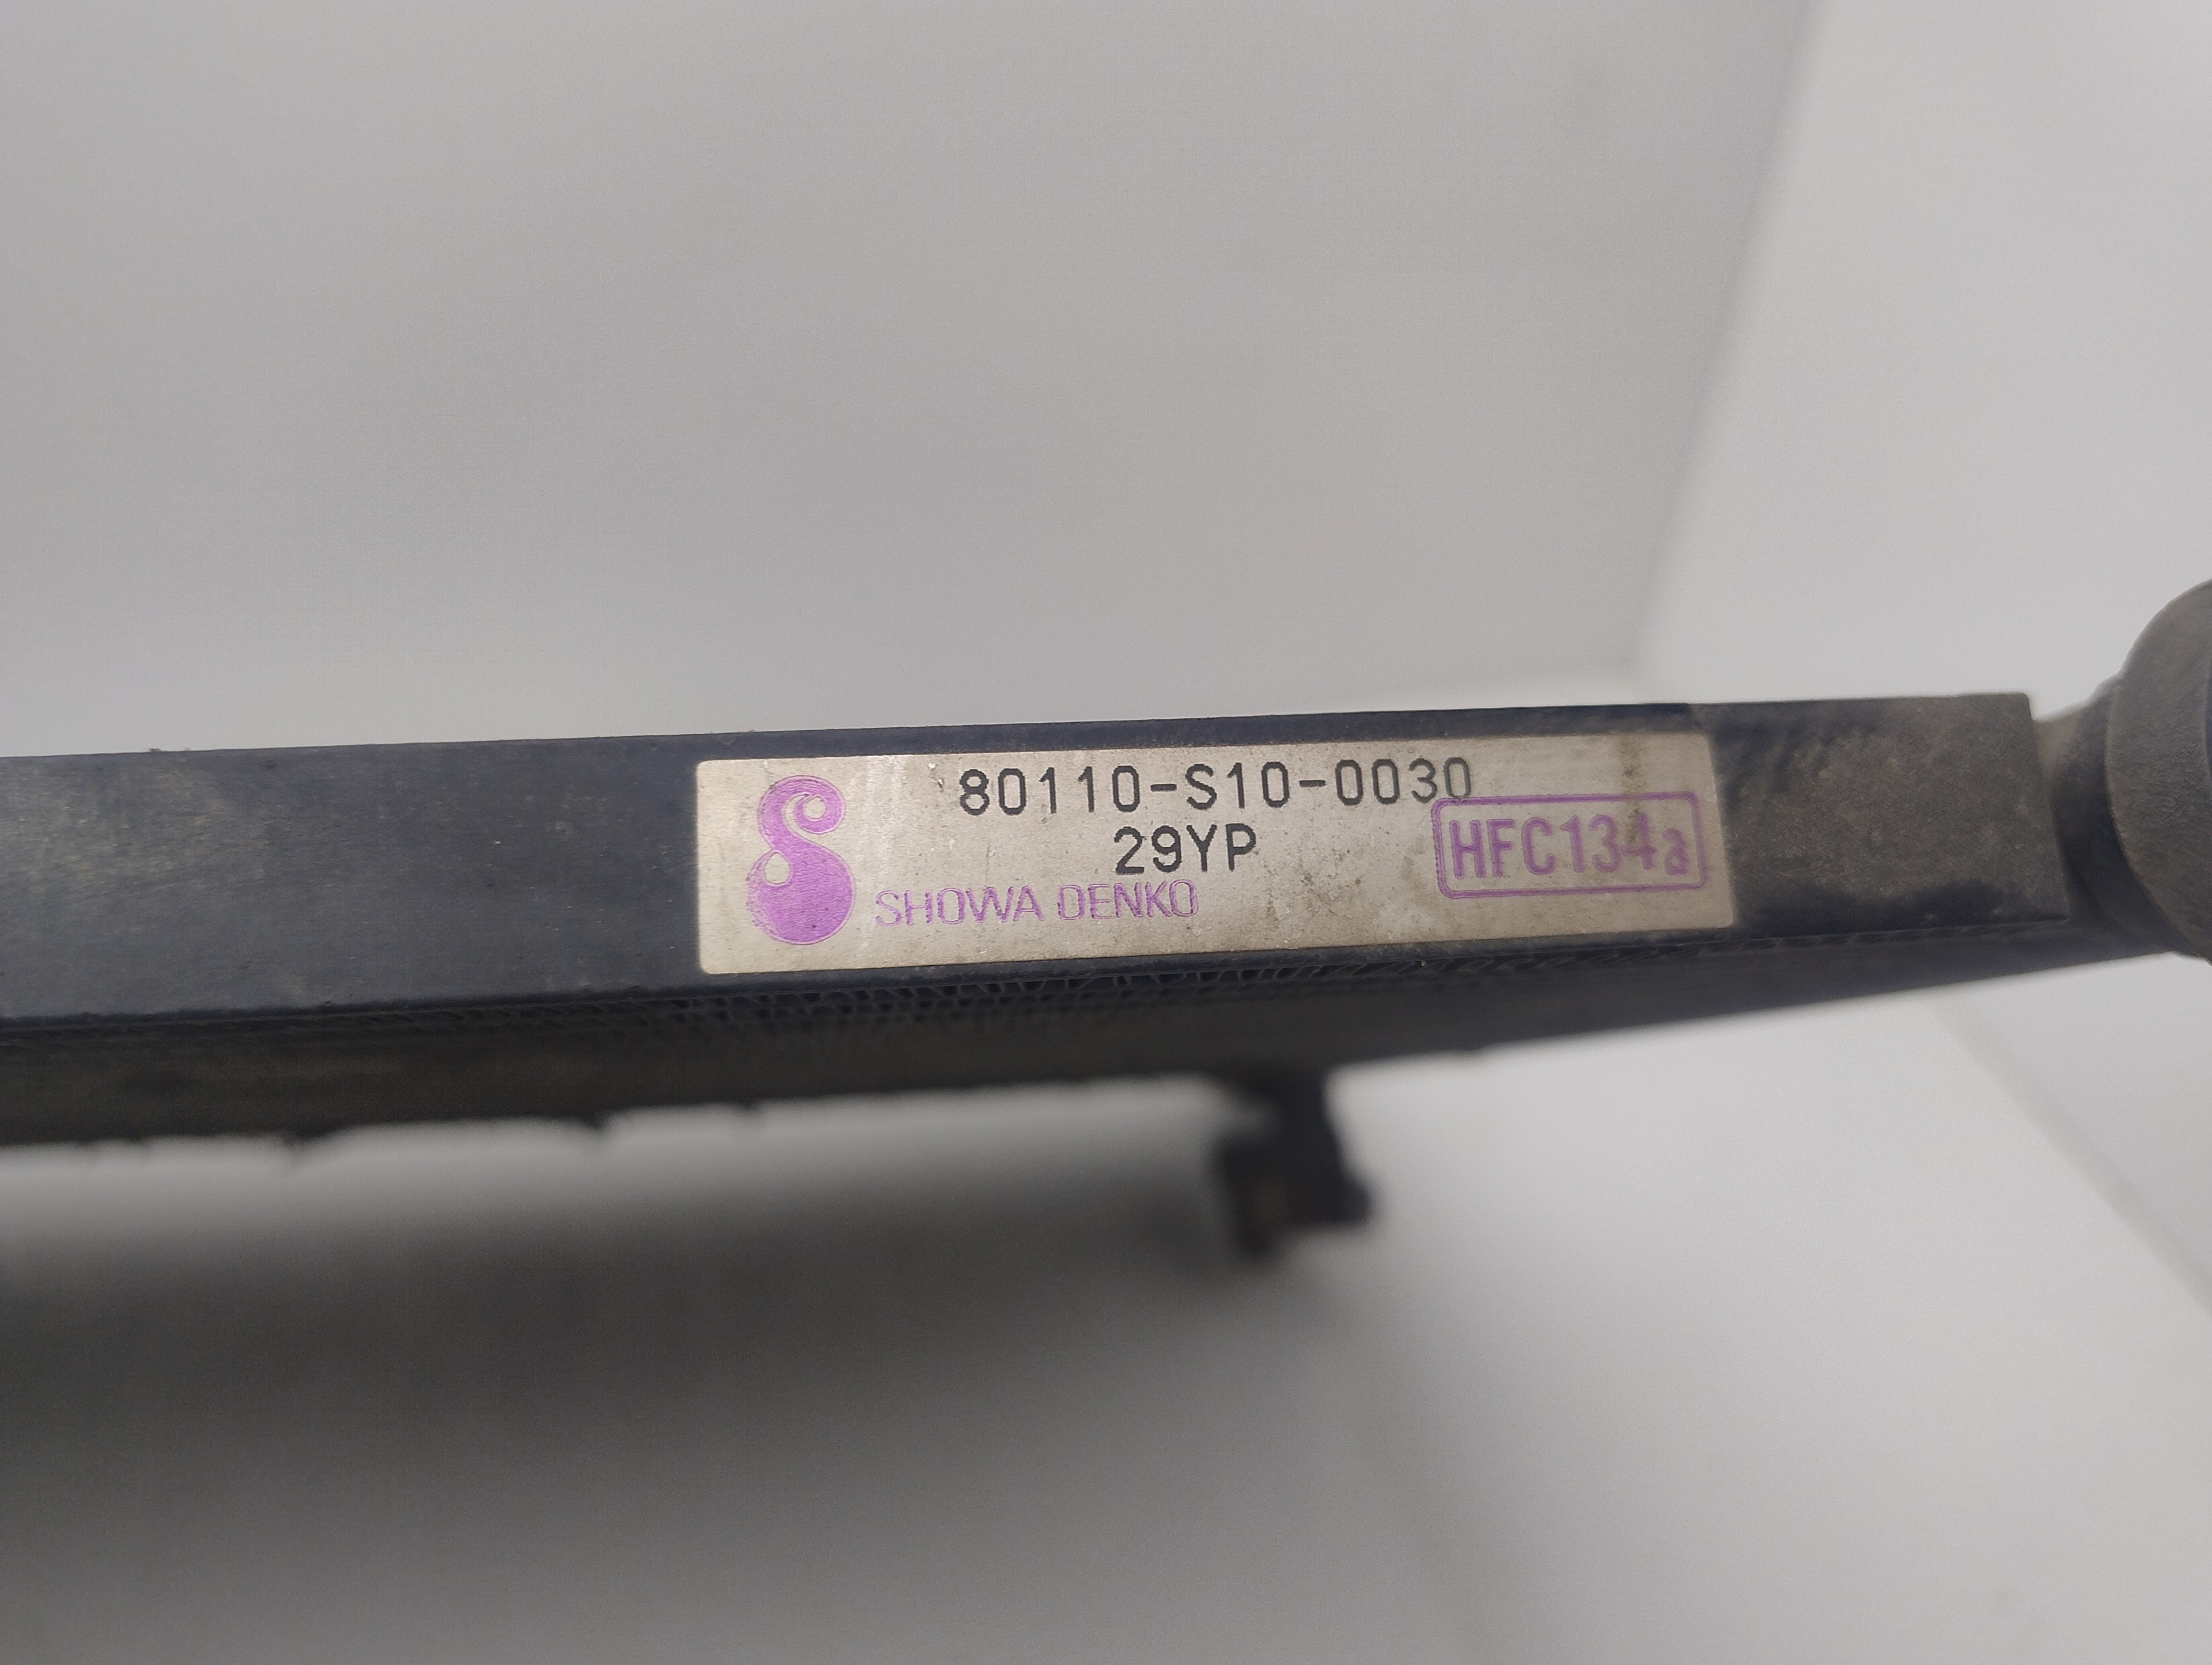 80110-S10-0030
29YP
HFC134a
SHOWA DENKO